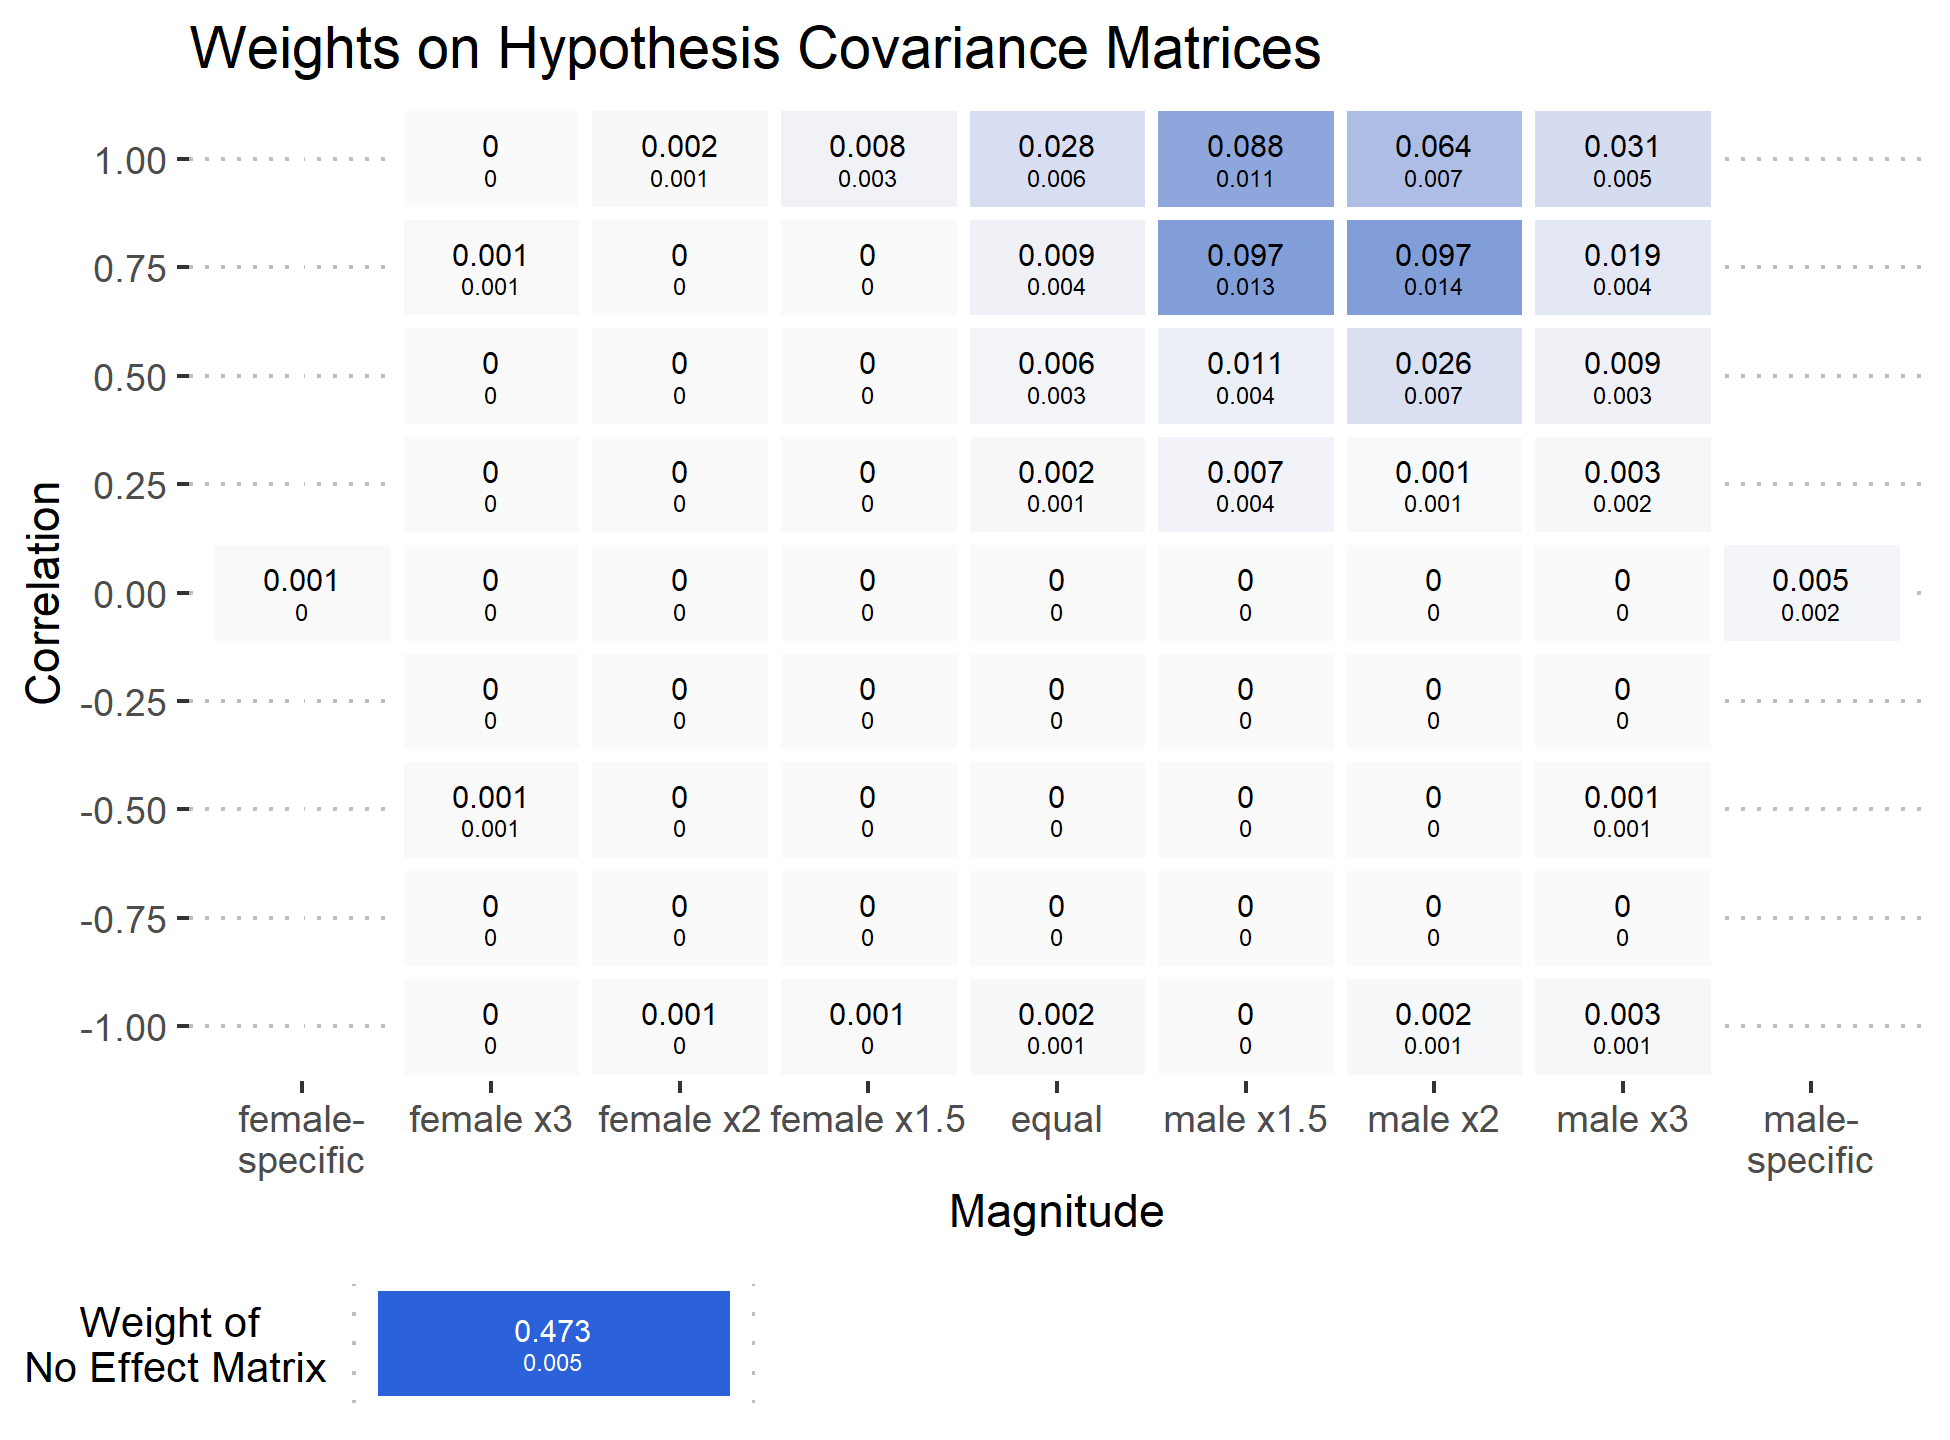 Weights on Hypothesis Covariance Matrices
1.00 0 0.002 0.008 0.028 0.088 0.064 0.031
0 0.001 0.003 0.006 0.011 0.007 0.005
0.75 0.001 0 0 0.009 0.097 0.097 0.019
0.001 0 0 0.004 0.013 0.014 0.004
0.50 0 0 0 0.006 0.011 0.026 0.009
0 0 0 0.003 0.004 0.007 0.003
0.25 0 0 0 0.002 0.007 0.001 0.003
0 0 0 0.001 0.004 0.001 0.002
Correlation
0.00 0.001 0 0 0 0 0 0 0 0.005
0 0 0 0 0 0 0 0 0.002
-0.25 0 0 0 0 0 0 0
0 0 0 0 0 0 0
-0.50 0.001 0 0 0 0 0 0.001
0.001 0 0 0 0 0 0.001
-0.75 0 0 0 0 0 0 0
0 0 0 0 0 0 0
-1.00 0 0.001 0.001 0.002 0 0.002 0.003
0 0 0 0.001 0 0.001 0.001
female- female x3 female x2 female x1.5 equal male x1.5 male x2 male x3 male-
specific specific
Magnitude
Weight of
No Effect Matrix
0.473
0.005